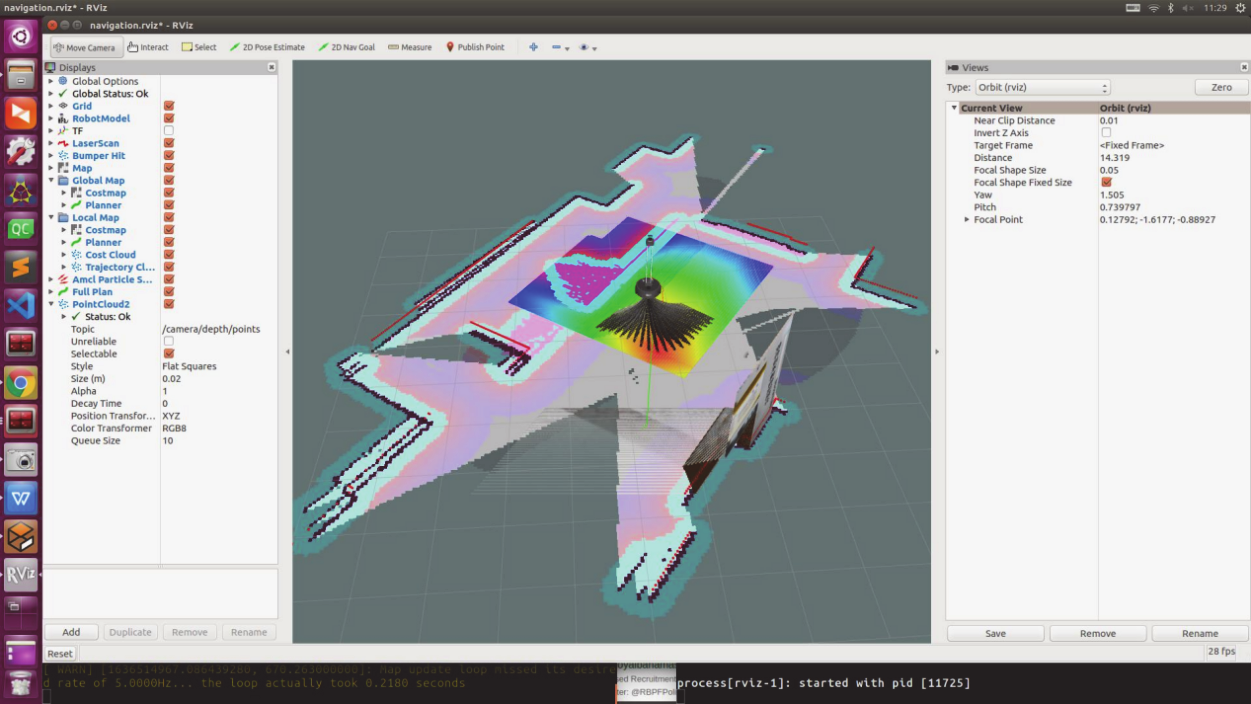 navigation.rviz* - RViz
11:29
navigation.rviz* - RViz
Move Camera Interact Select 2D Pose Estimate 2D Nav Goal Measure Publish Point
Displays
Global Options
Global Status: Ok
Grid
RobotModel
TF
LaserScan
Bumper Hit
Map
Global Map
Costmap
Planner
Local Map
Costmap
Planner
Cost Cloud
Trajectory Cl...
Amcl Particle S...
Full Plan
PointCloud2
Status: Ok
Topic /camera/depth/points
Unreliable
Selectable
Style Flat Squares
Size (m) 0.02
Alpha 1
Decay Time 0
Position Transfor... XYZ
Color Transformer RGB8
Queue Size 10
Add Duplicate Remove Rename
Reset
Views
Type: Orbit (rviz) Zero
Current View Orbit (rviz)
Near Clip Distance 0.01
Invert Z Axis
Target Frame <Fixed Frame>
Distance 14.319
Focal Shape Size 0.05
Focal Shape Fixed Size
Yaw 1.505
Pitch 0.739797
Focal Point 0.12792; -1.6177; -0.88927
Save Remove Rename
28 fps
QC
S
W
RViz
[ WARN] [1636514967.086439280, 670.263000000]: Map update loop missed its desire
d rate of 5.0000Hz... the loop actually took 0.2180 seconds
sed Recruitment
ter: @RBPFPol
process[rviz-1]: started with pid [11725]